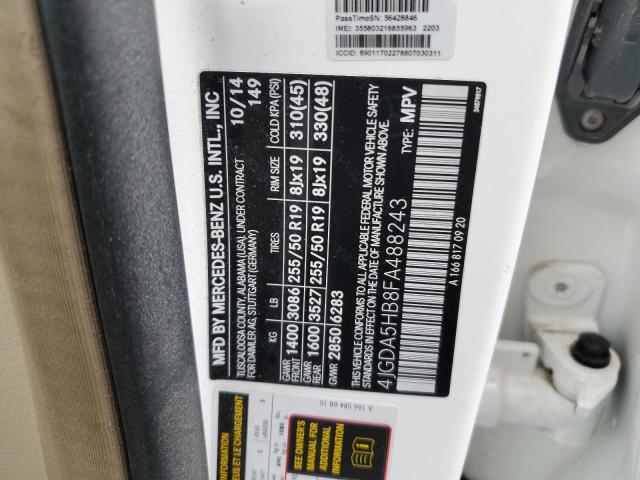 PassTimeSN: 56428846
IMEI: 355803216855963 2203
ICCID: 89011702278807030311
MFD BY MERCEDES-BENZ U.S. INTL., INC
TUSCALOOSA COUNTY, ALABAMA (USA), UNDER CONTRACT
FOR DAIMLER AG, STUTTGART (GERMANY)
10/14
149
KG LB TIRES RIM SIZE COLD KPA(PSI)
GAWR FRONT 1400 3086 255/50 R19 8Jx19 310(45)
GAWR REAR 1600 3527 255/50 R19 8Jx19 330(48)
GVWR 2850 6283
THIS VEHICLE CONFORMS TO ALL APPLICABLE FEDERAL MOTOR VEHICLE SAFETY
STANDARDS IN EFFECT ON THE DATE OF MANUFACTURE SHOWN ABOVE.
4JGDA5HB8FA488243
TYPE: MPV
A 166 817 09 20
A 166 584 68 15
INFORMATION
SEE OWNER'S
MANUAL FOR
ADDITIONAL
INFORMATION